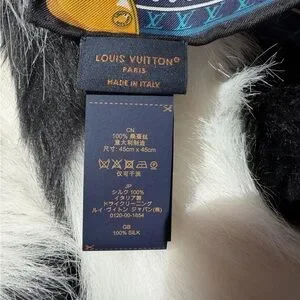 LOUIS VUITTON®
PARIS
MADE IN ITALY
CN
100% 桑蚕丝
意大利制造
尺寸: 45cm x 45cm
仅可干洗
JP
シルク 100%
イタリア製
ドライクリーニング
ルイ・ヴィトン ジャパン(株)
0120-00-1854
GB
100% SILK